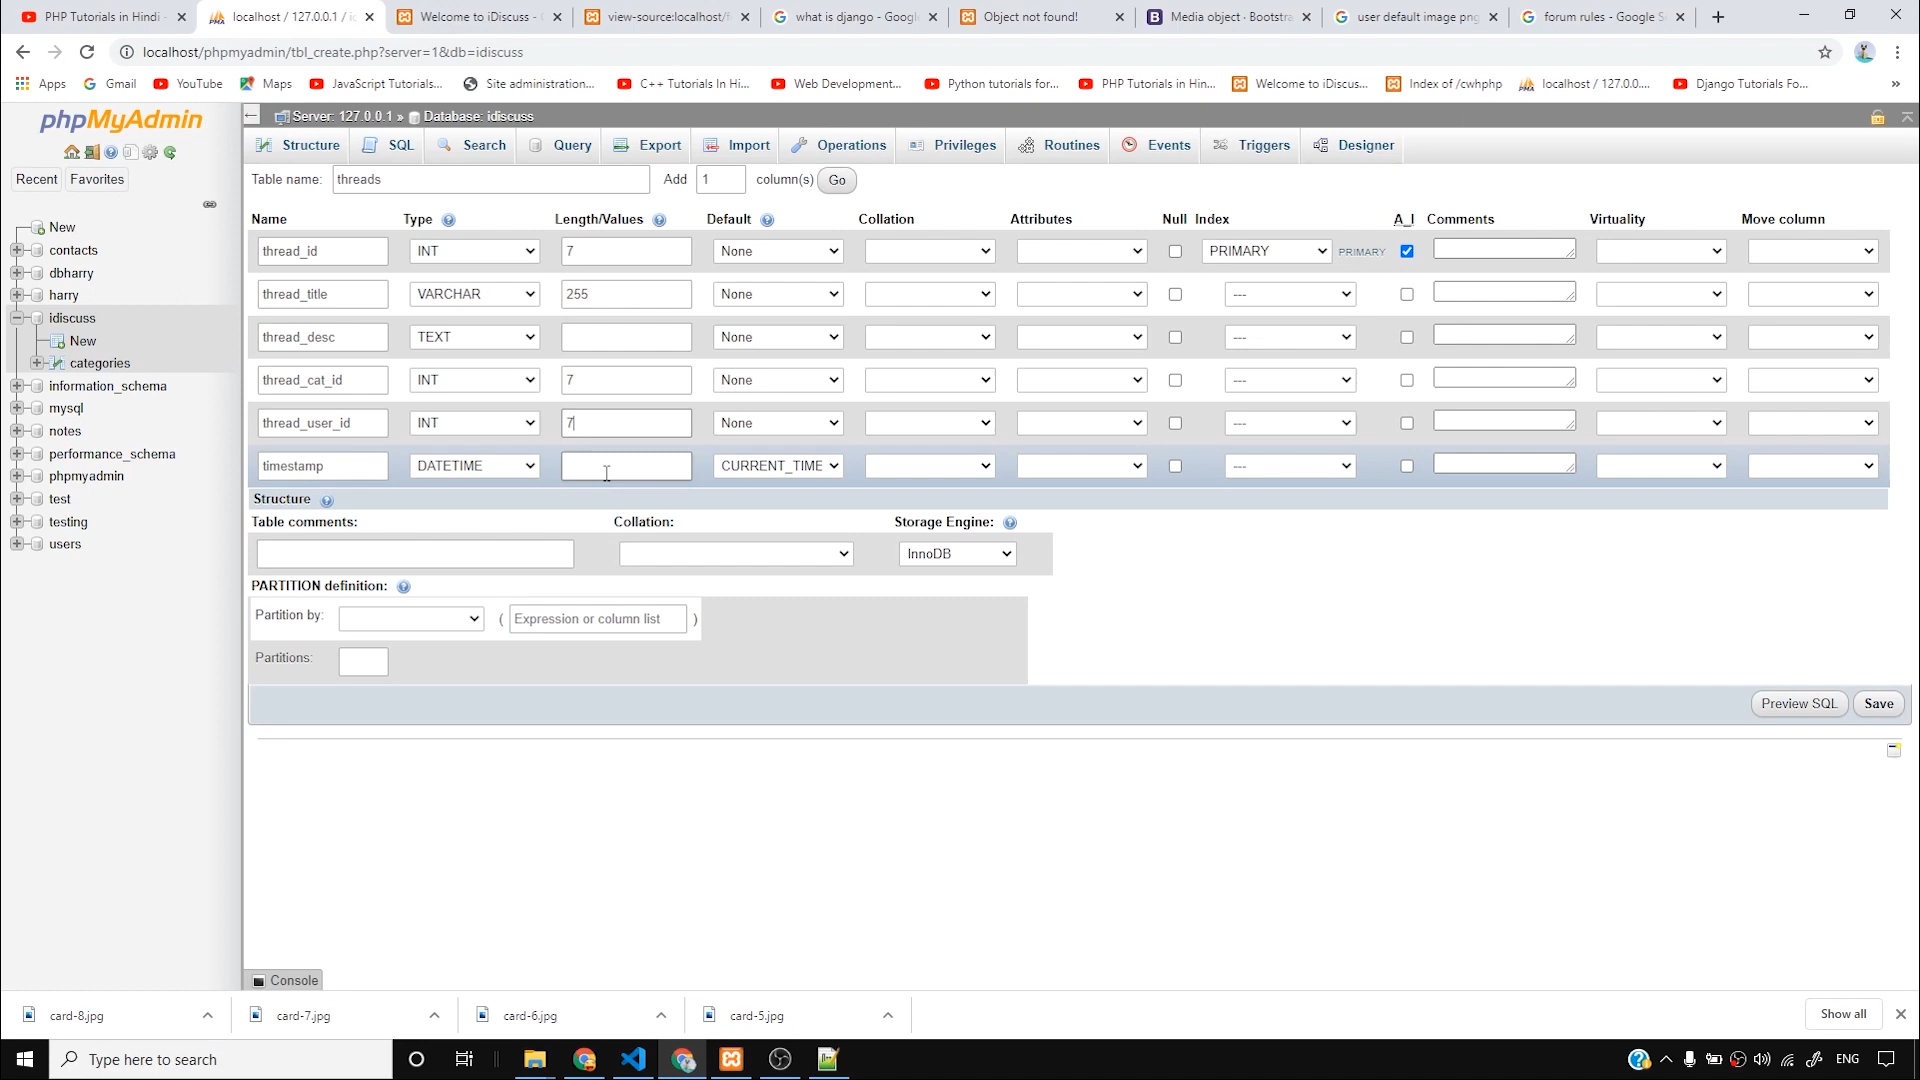 PHP Tutorials in Hindi -
localhost / 127.0.0.1 / ic
Welcome to iDiscuss - C
view-source:localhost/f
what is django - Googl
Object not found!
Media object · Bootstra
user default image png
forum rules - Google S
localhost/phpmyadmin/tbl_create.php?server=1&db=idiscuss
Apps
Gmail
YouTube
Maps
JavaScript Tutorials...
Site administration...
C++ Tutorials In Hi...
Web Development...
Python tutorials for...
PHP Tutorials in Hin...
Welcome to iDiscus...
Index of /cwhphp
localhost / 127.0.0....
Django Tutorials Fo...
»
phpMyAdmin
Recent Favorites
New
contacts
dbharry
harry
idiscuss
New
categories
information_schema
mysql
notes
performance_schema
phpmyadmin
test
testing
users
Server: 127.0.0.1 » Database: idiscuss
Structure SQL Search Query Export Import Operations Privileges Routines Events Triggers Designer
Table name: threads Add 1 column(s) Go
Name Type Length/Values Default Collation Attributes Null Index A_I Comments Virtuality Move column
thread_id INT 7 None PRIMARY PRIMARY
thread_title VARCHAR 255 None ---
thread_desc TEXT None ---
thread_cat_id INT 7 None ---
thread_user_id INT 7 None ---
timestamp DATETIME CURRENT_TIME ---
Structure
Table comments: Collation: Storage Engine:
InnoDB
PARTITION definition:
Partition by: ( Expression or column list )
Partitions:
Preview SQL Save
Console
card-8.jpg
card-7.jpg
card-6.jpg
card-5.jpg
Show all
Type here to search
ENG